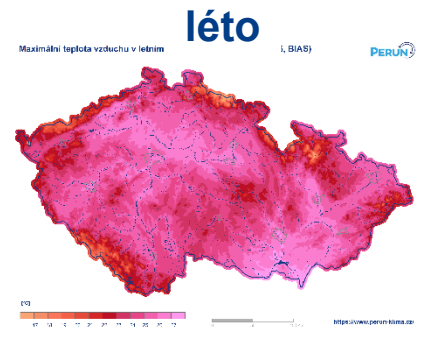 léto
Maximální teplota vzduchu v letním
BIAS)
PERUN
[°C]
https://www.perun-klima.cz/